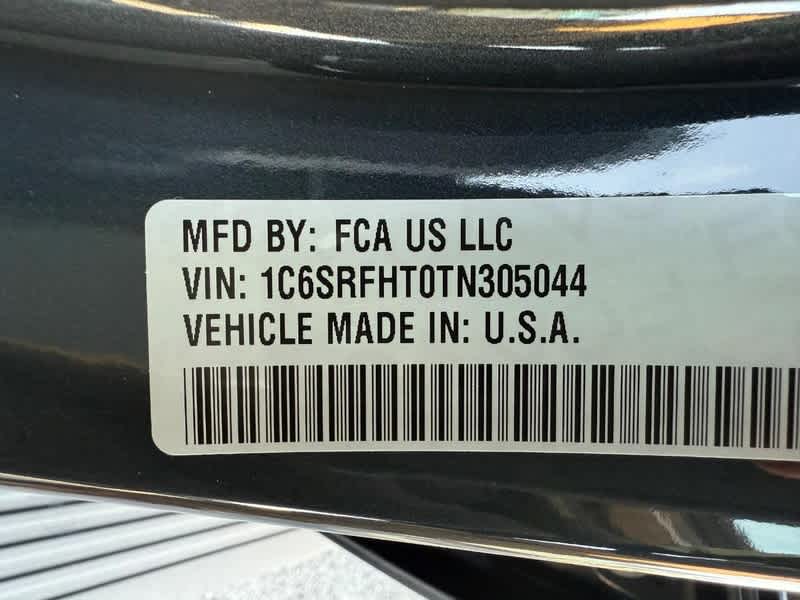 MFD BY: FCA US LLC
VIN: 1C6SRFHT0TN305044
VEHICLE MADE IN: U.S.A.